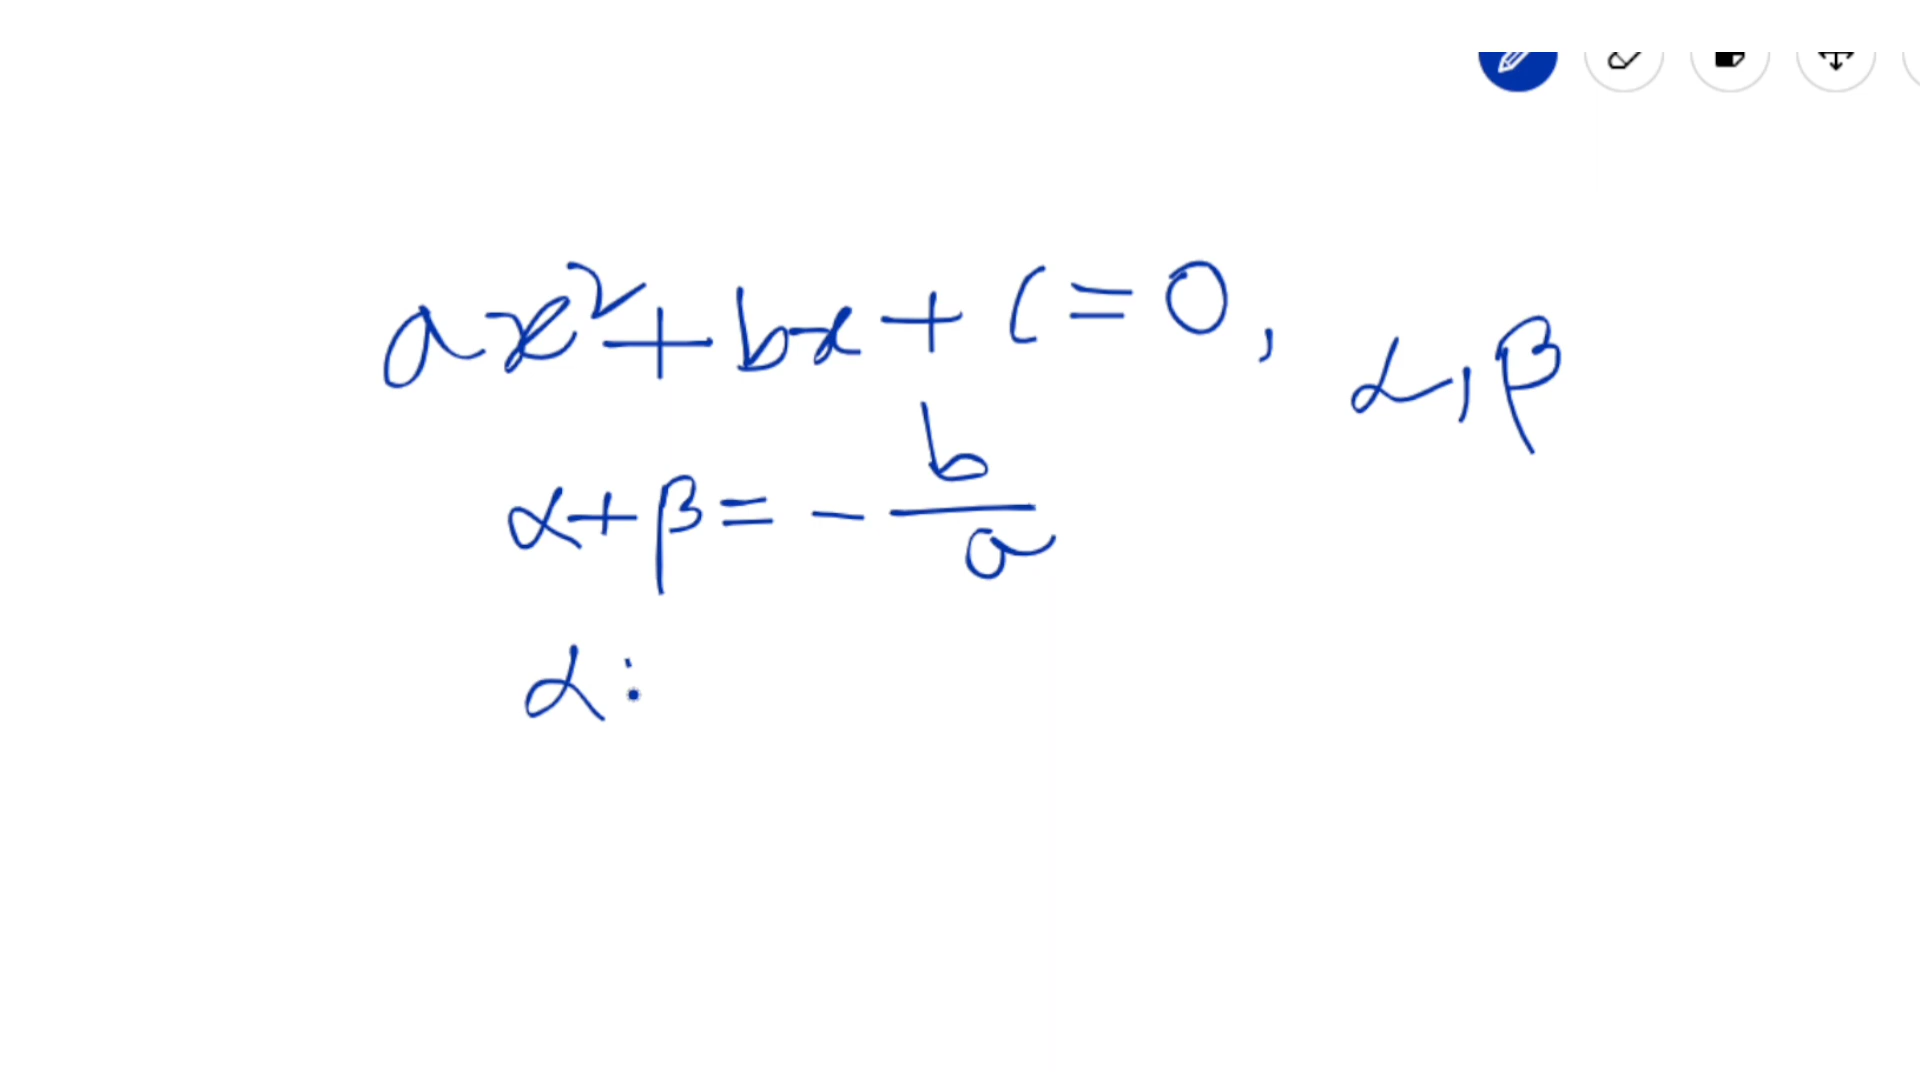 ax²+bx+c=0, α,β
α+β=-b/a
α: